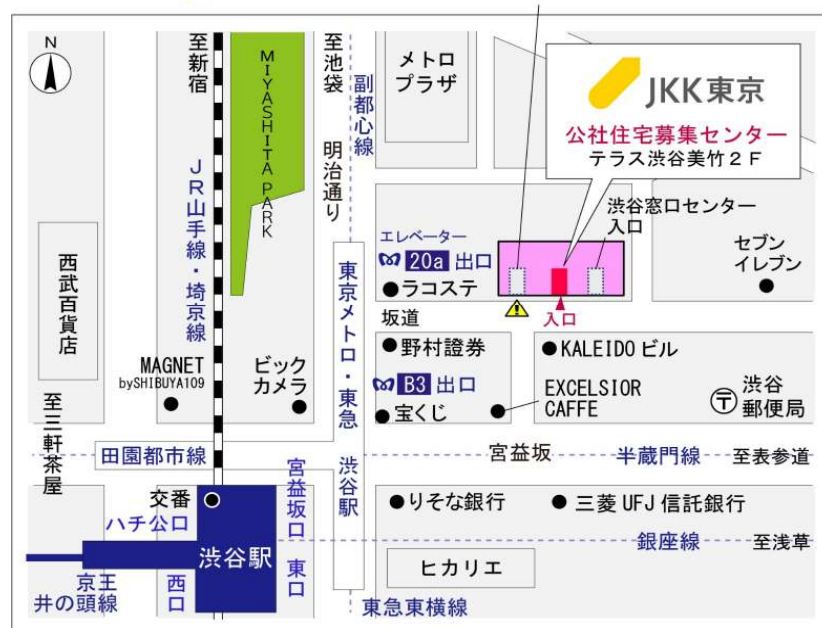 N
至新宿
MIYASHITA PARK
至池袋
副都心線
明治通り
メトロ
プラザ
JKK東京
公社住宅募集センター
テラス渋谷美竹2F
JR山手線・埼京線
渋谷窓口センター
入口
エレベーター
20a 出口
ラコステ
セブン
イレブン
西武百貨店
入口
坂道
東京メトロ・東急 渋谷駅
野村證券
KALEIDOビル
MAGNET
bySHIBUYA109
ビック
カメラ
B3 出口
宝くじ
EXCELSIOR
CAFFE
〒
渋谷
郵便局
至三軒茶屋
田園都市線
宮益坂
半蔵門線
至表参道
交番
ハチ公口
宮益坂口
りそな銀行
三菱UFJ信託銀行
渋谷駅
銀座線
至浅草
京王
井の頭線
西口
東口
ヒカリエ
東急東横線